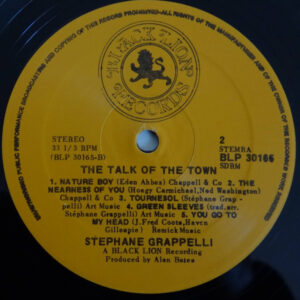 BLACK LION
RECORDS
STEREO
33 1/3 RPM
(BLP 30165-B)
2
STEMRA
BLP 30166
SDRM
THE TALK OF THE TOWN
1. NATURE BOY (Eden Ahbez) Chappell & Co 2. THE
NEARNESS OF YOU (Hoagy Carmichael, Ned Washington)
Chappell & Co 3. TOURNESOL (Stéphane Grap-
pelli) Art Music 4. GREEN SLEEVES (trad.arr.
Stéphane Grappelli) Art Music 5. YOU GO TO
MY HEAD (J.Fred Coots, Haven
Gillespie) Remick Music
STEPHANE GRAPPELLI
A BLACK LION Recording
Produced by Alan Bates